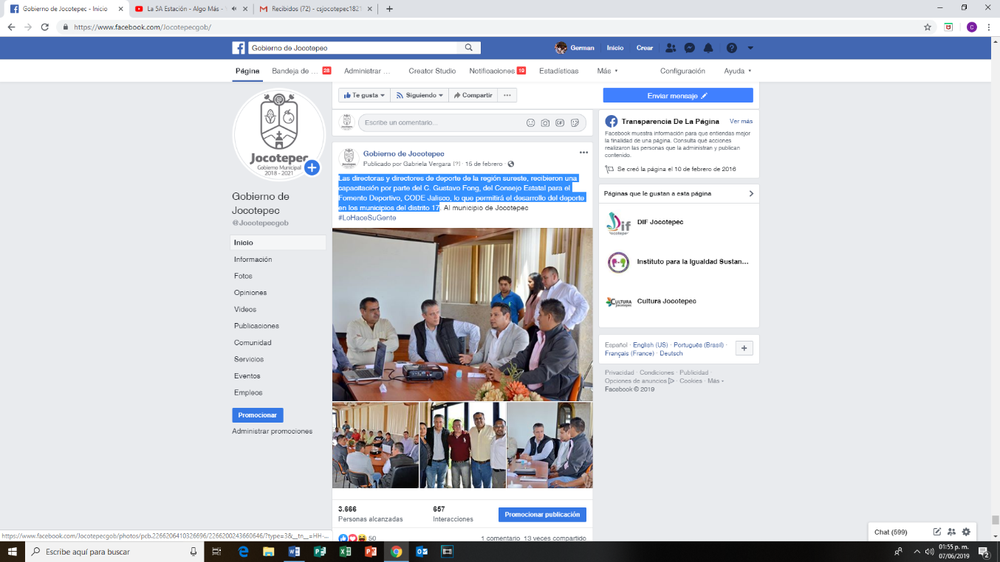 Gobierno de Jocotepec - Inicio
La 5A Estación - Algo Más -
Recibidos (72) - csjocotepec1821
https://www.facebook.com/Jocotepecgob/
C
Gobierno de Jocotepec
German
Inicio
Crear
Página
Bandeja de ... 28
Administrar ...
Creator Studio
Notificaciones 19
Estadísticas
Más
Configuración
Ayuda
Jocotepec
Gobierno Municipal
2018 - 2021
Gobierno de
Jocotepec
@Jocotepecgob
Inicio
Información
Fotos
Opiniones
Videos
Publicaciones
Comunidad
Servicios
Eventos
Empleos
Promocionar
Administrar promociones
Te gusta
Siguiendo
Compartir
Escribe un comentario...
GIF
Gobierno de Jocotepec
Publicado por Gabriela Vergara [?] · 15 de febrero ·
Las directoras y directores de deporte de la región sureste, recibieron una
capacitación por parte del C. Gustavo Fong, del Consejo Estatal para el
Fomento Deportivo, CODE Jalisco, lo que permitirá el desarrollo del deporte
en los municipios del distrito 17. Al municipio de Jocotepec
#LoHaceSuGente
3.666
Personas alcanzadas
657
Interacciones
Promocionar publicación
50
1 comentario 13 veces compartido
Enviar mensaje
Transparencia De La Página
Ver más
Facebook muestra información para que entiendas mejor
la finalidad de una página. Consulta qué acciones
realizaron las personas que la administran y publican
contenido.
Se creó la página el 10 de febrero de 2016
Páginas que le gustan a esta página
Dif
Jocotepec
DIF Jocotepec
Instituto para la Igualdad Sustan...
CULTURA
Jocotepec
Cultura Jocotepec
Español · English (US) · Português (Brasil) ·
Français (France) · Deutsch
Privacidad · Condiciones · Publicidad ·
Opciones de anuncios · Cookies · Más
Facebook © 2019
Chat (599)
https://www.facebook.com/Jocotepecgob/photos/pcb.2266206410326696/2266200243660646/?type=3&__tn__=HH-...
Escribe aquí para buscar
01:55 p. m.
07/06/2019
2